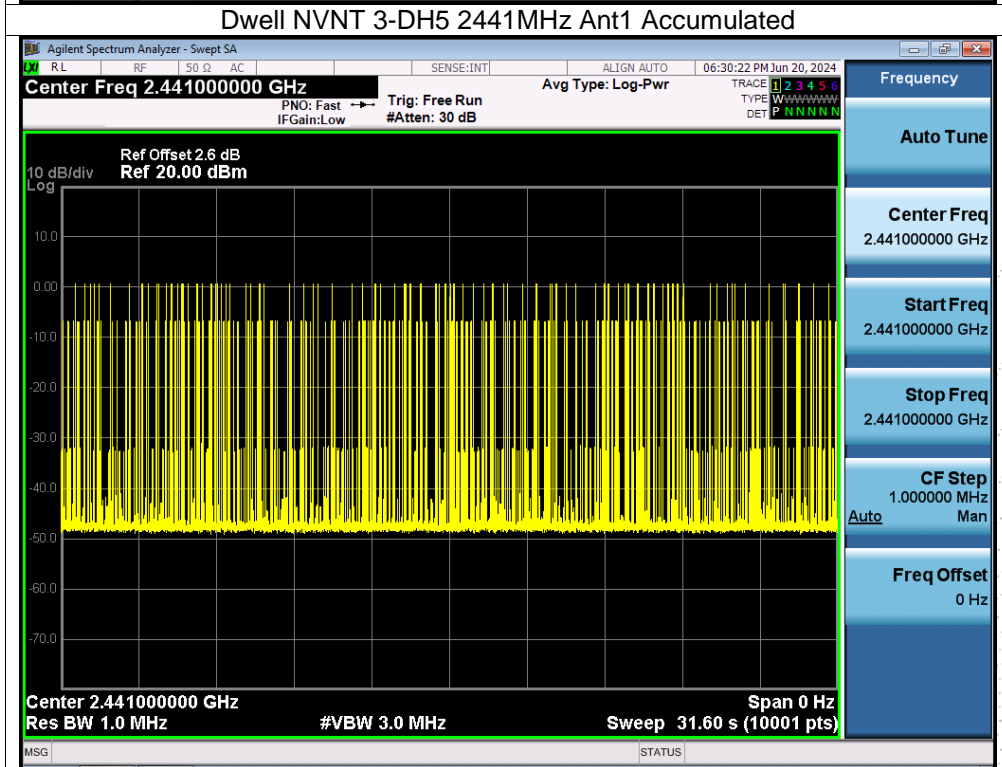 Dwell NVNT 3-DH5 2441MHz Ant1 Accumulated
Agilent Spectrum Analyzer - Swept SA
LXI RL RF 50 Ω AC SENSE:INT ALIGN AUTO 06:30:22 PM Jun 20, 2024
Center Freq 2.441000000 GHz
Avg Type: Log-Pwr
TRACE 1 2 3 4 5 6
TYPE WWWWWW
DET P N N N N N
PNO: Fast
IFGain:Low
Trig: Free Run
#Atten: 30 dB
Ref Offset 2.6 dB
10 dB/div Ref 20.00 dBm
Log
10.0
0.00
-10.0
-20.0
-30.0
-40.0
-50.0
-60.0
-70.0
Center 2.441000000 GHz Span 0 Hz
Res BW 1.0 MHz #VBW 3.0 MHz Sweep 31.60 s (10001 pts)
MSG STATUS
Frequency
Auto Tune
Center Freq
2.441000000 GHz
Start Freq
2.441000000 GHz
Stop Freq
2.441000000 GHz
CF Step
1.000000 MHz
Auto Man
Freq Offset
0 Hz